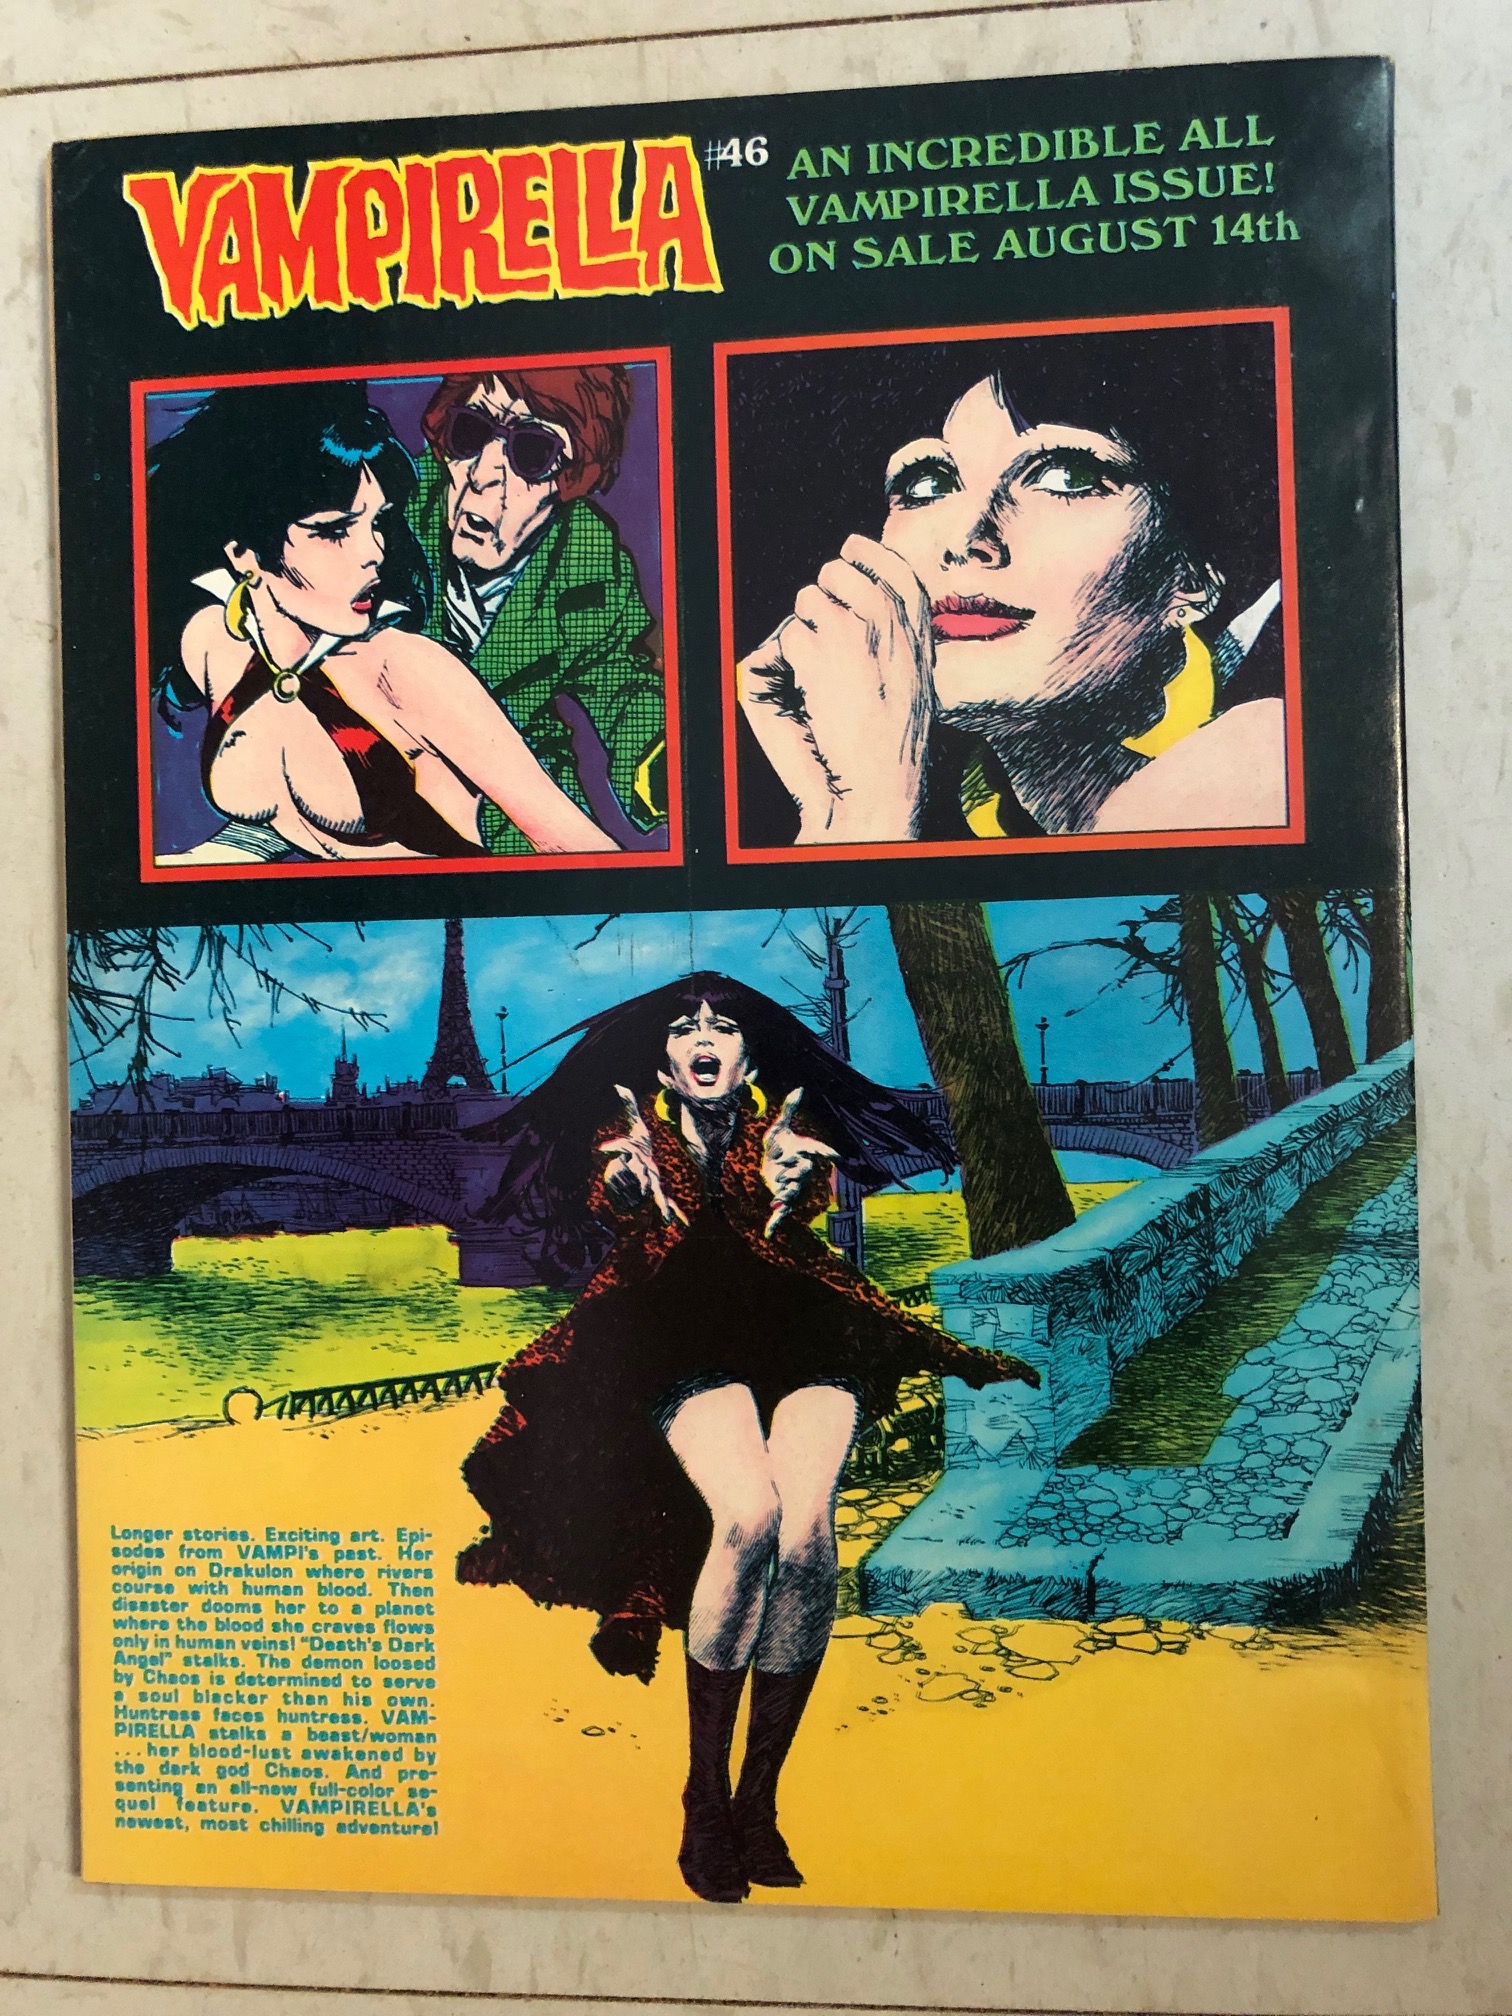 VAMPIRELLA #46
AN INCREDIBLE ALL
VAMPIRELLA ISSUE!
ON SALE AUGUST 14th
Longer stories. Exciting art. Epi-
sodes from VAMPI's past. Her
origin on Drakulon where rivers
course with human blood. Then
disaster dooms her to a planet
where the blood she craves flows
only in human veins! "Death's Dark
Angel" stalks. The demon loosed
by Chaos is determined to serve
a soul blacker than his own.
Huntress faces huntress. VAM-
PIRELLA stalks a beast/woman
...her blood-lust awakened by
the dark god Chaos. And pre-
senting an all-new full-color se-
quel feature. VAMPIRELLA's
newest, most chilling adventure!